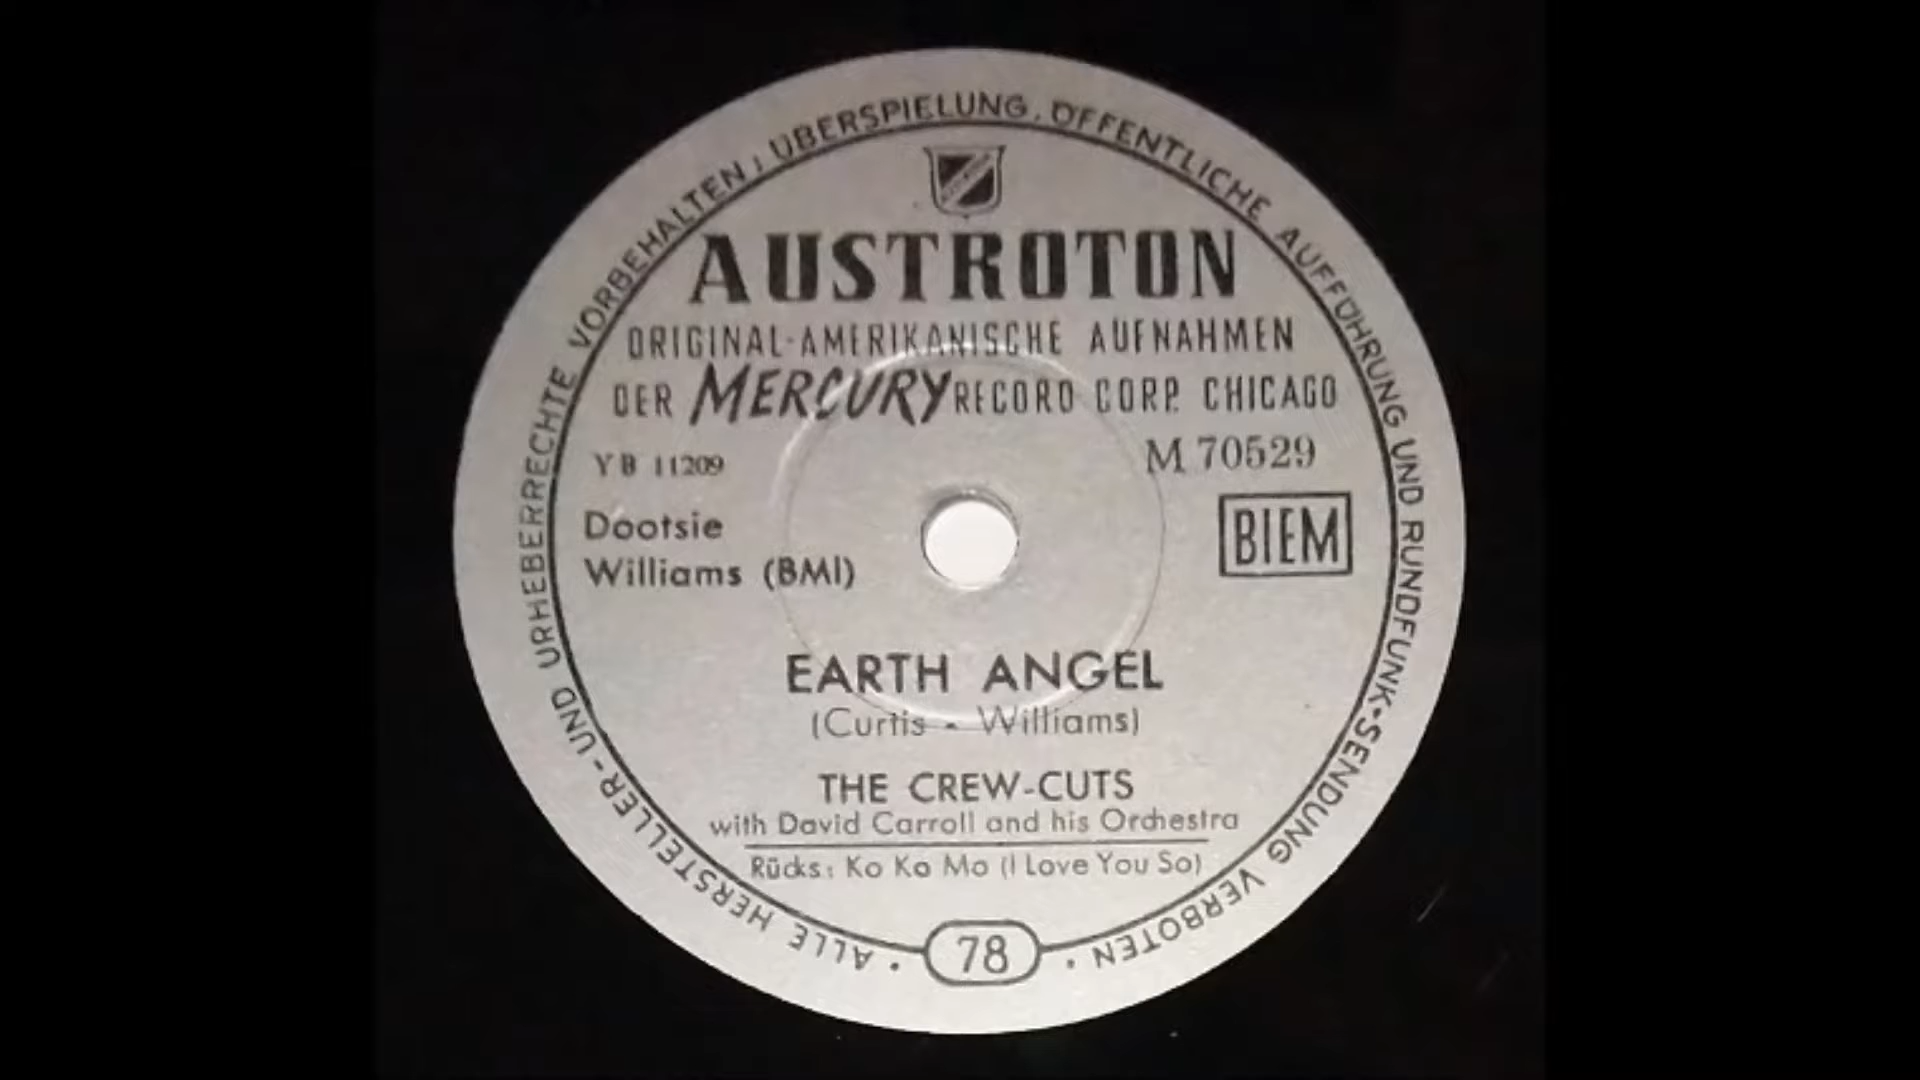 ALLE HERSTELLER- UND URHEBERRECHTE VORBEHALTEN; ÜBERSPIELUNG, ÖFFENTLICHE AUFFÜHRUNG UND RUNDFUNK-SENDUNG VERBOTEN
AUSTROTON
ORIGINAL-AMERIKANISCHE AUFNAHMEN
DER MERCURY RECORD CORP. CHICAGO
YB 11209
M 70529
Dootsie
Williams (BMI)
BIEM
EARTH ANGEL
(Curtis - Williams)
THE CREW-CUTS
with David Carroll and his Orchestra
Rücks: Ko Ko Mo (I Love You So)
78